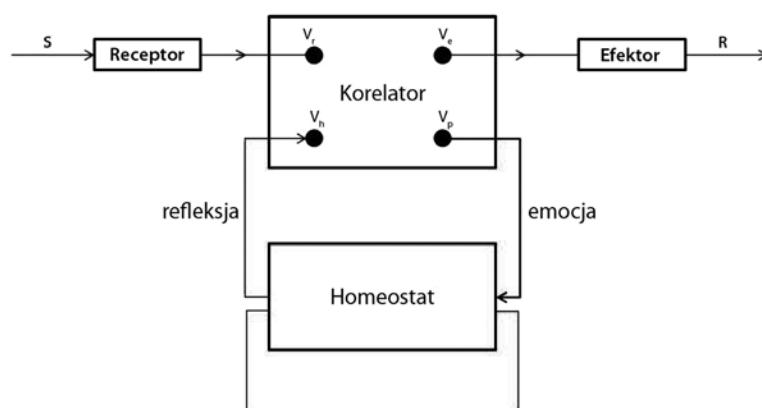 S
Receptor
Vr
Ve
Efektor
R
Korelator
Vh
Vp
refleksja
emocja
Homeostat